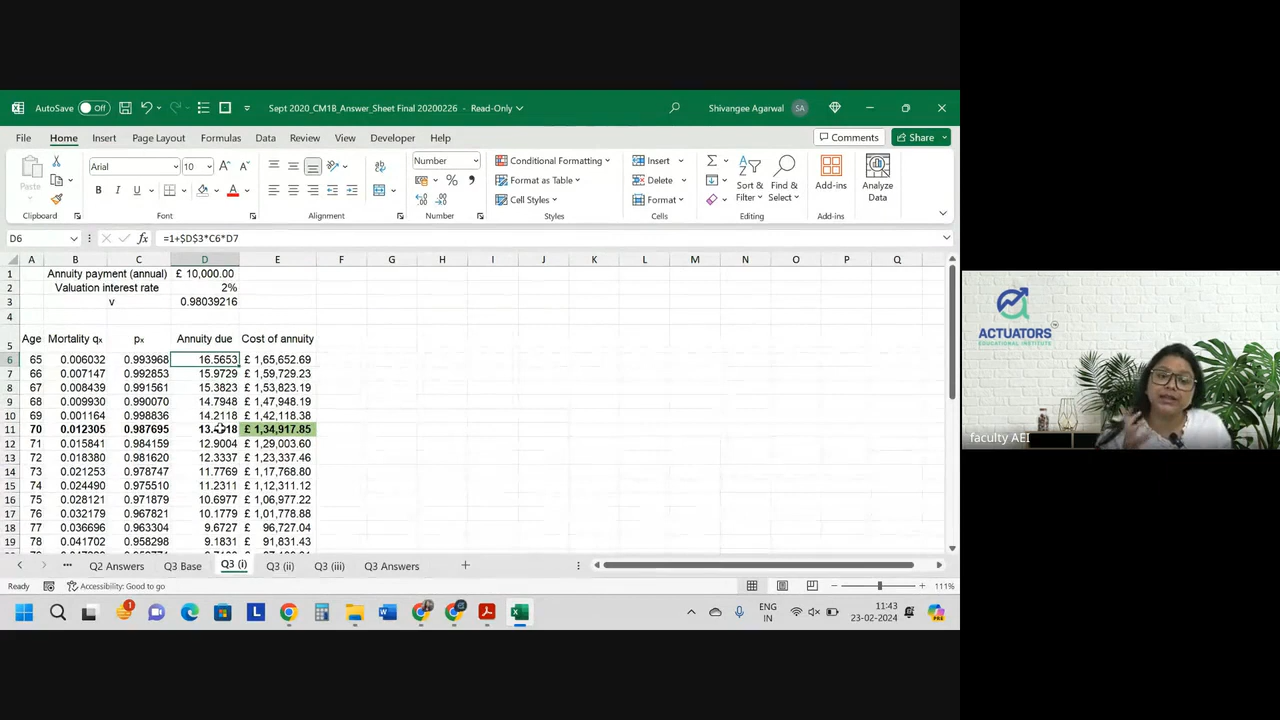 AutoSave Off Sept 2020_CM1B_Answer_Sheet Final 20200226 - Read-Only Shivangee Agarwal SA
File Home Insert Page Layout Formulas Data Review View Developer Help Comments Share
Paste Arial 10 Number Conditional Formatting Format as Table Cell Styles Insert Delete Format Sort & Filter Find & Select Add-ins Analyze Data
Clipboard Font Alignment Number Styles Cells Editing Add-ins
D6 fx =1+$D$3*C6*D7
A B C D E F G H I J K L M N O P Q
1 Annuity payment (annual) £ 10,000.00
2 Valuation interest rate 2%
3 v 0.98039216
4
5 Age Mortality qx px Annuity due Cost of annuity
6 65 0.006032 0.993968 16.5653 £ 1,65,652.69
7 66 0.007147 0.992853 15.9729 £ 1,59,729.23
8 67 0.008439 0.991561 15.3823 £ 1,53,823.19
9 68 0.009930 0.990070 14.7948 £ 1,47,948.19
10 69 0.001164 0.998836 14.2118 £ 1,42,118.38
11 70 0.012305 0.987695 £ 1,34,917.85
12 71 0.015841 0.984159 12.9004 £ 1,29,003.60
13 72 0.018380 0.981620 12.3337 £ 1,23,337.46
14 73 0.021253 0.978747 11.7769 £ 1,17,768.80
15 74 0.024490 0.975510 11.2311 £ 1,12,311.12
16 75 0.028121 0.971879 10.6977 £ 1,06,977.22
17 76 0.032179 0.967821 10.1779 £ 1,01,778.88
18 77 0.036696 0.963304 9.6727 £ 96,727.04
19 78 0.041702 0.958298 9.1831 £ 91,831.43
Q2 Answers Q3 Base Q3 (i) Q3 (ii) Q3 (iii) Q3 Answers
Ready Accessibility: Good to go 111%
ENG IN 11:43 23-02-2024
ACTUATORS
EDUCATIONAL INSTITUTE
faculty AEI